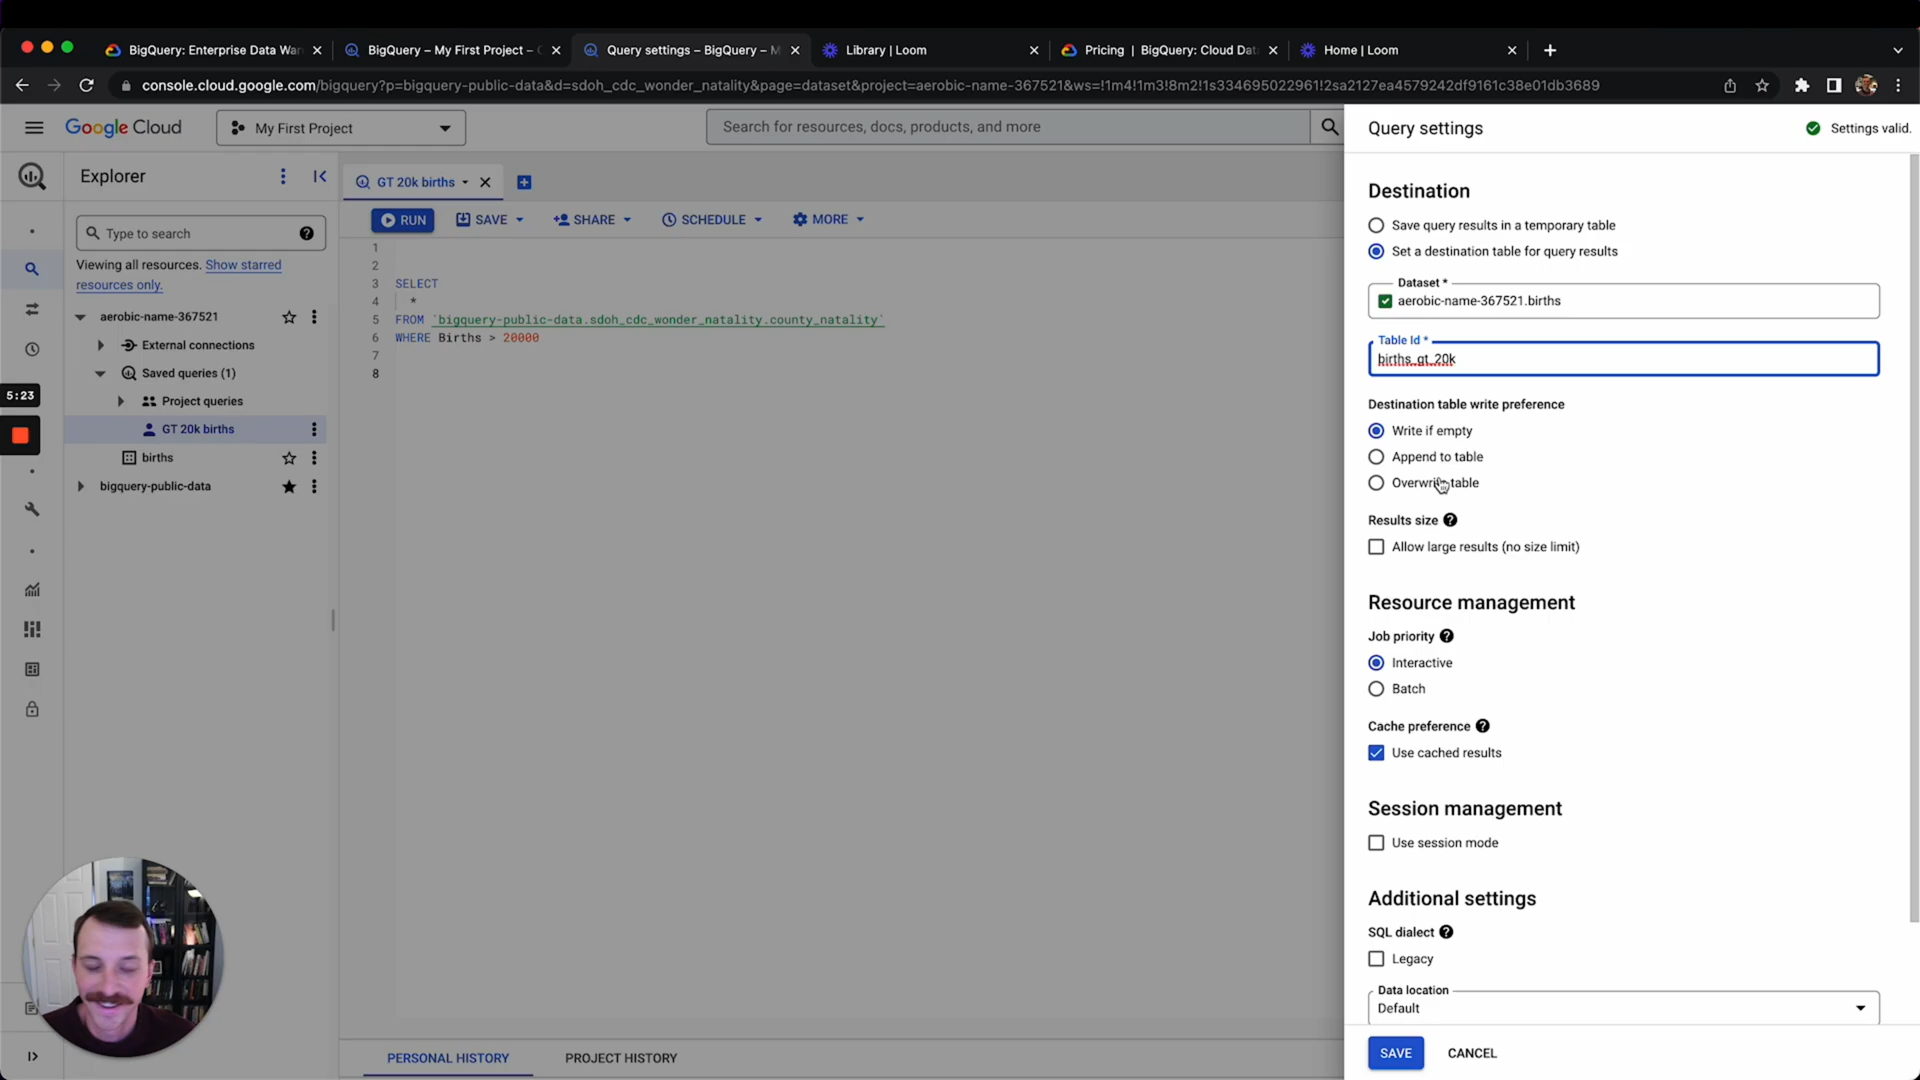 BigQuery: Enterprise Data War
BigQuery – My First Project –
Query settings – BigQuery –
Library | Loom
Pricing | BigQuery: Cloud Dat
Home | Loom
console.cloud.google.com/bigquery?p=bigquery-public-data&d=sdoh_cdc_wonder_natality&page=dataset&project=aerobic-name-367521&ws=!1m4!1m3!8m2!1s334695022961!2sa2127ea4579242df9161c38e01db3689
Google Cloud
My First Project
Search for resources, docs, products, and more
Query settings
Settings valid.
Explorer
GT 20k births
Type to search
RUN
SAVE
SHARE
SCHEDULE
MORE
Viewing all resources. Show starred
resources only.
aerobic-name-367521
External connections
Saved queries (1)
Project queries
GT 20k births
births
bigquery-public-data
5:23
1
2
3 SELECT
4 *
5 FROM `bigquery-public-data.sdoh_cdc_wonder_natality.county_natality`
6 WHERE Births > 20000
7
8
Destination
Save query results in a temporary table
Set a destination table for query results
Dataset *
aerobic-name-367521.births
Table Id *
births_gt_20k
Destination table write preference
Write if empty
Append to table
Overwrite table
Results size
Allow large results (no size limit)
Resource management
Job priority
Interactive
Batch
Cache preference
Use cached results
Session management
Use session mode
Additional settings
SQL dialect
Legacy
Data location
Default
SAVE
CANCEL
PERSONAL HISTORY
PROJECT HISTORY